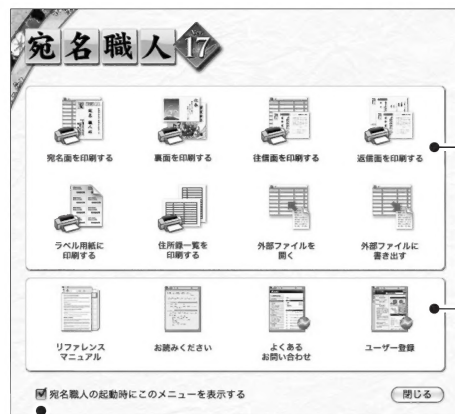 宛名職人 Ver. 17
宛名面を印刷する
裏面を印刷する
往信面を印刷する
返信面を印刷する
ラベル用紙に
印刷する
住所録一覧を
印刷する
外部ファイルを
開く
外部ファイルに
書き出す
リファレンス
マニュアル
お読みください
よくある
お問い合わせ
ユーザー登録
宛名職人の起動時にこのメニューを表示する
閉じる